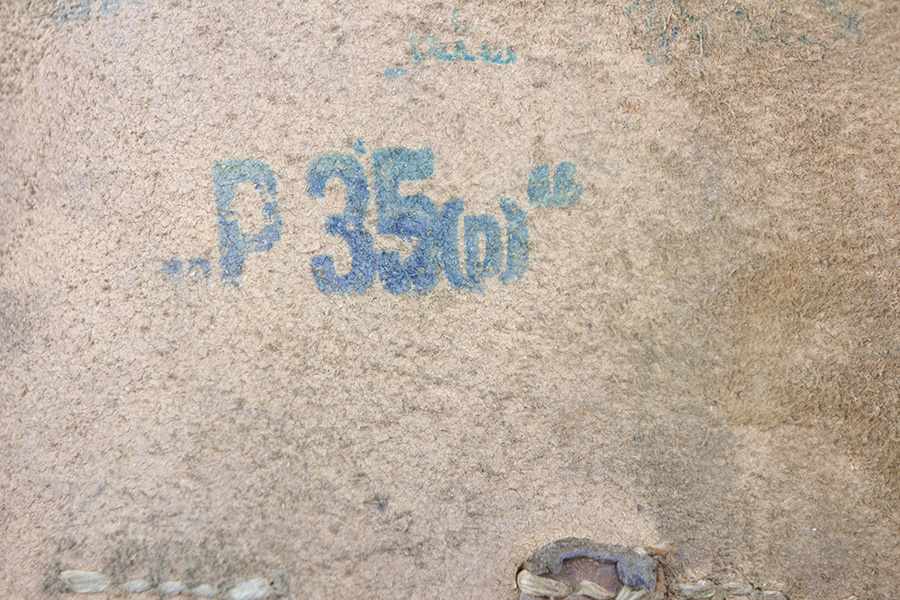 „P 35(p)“